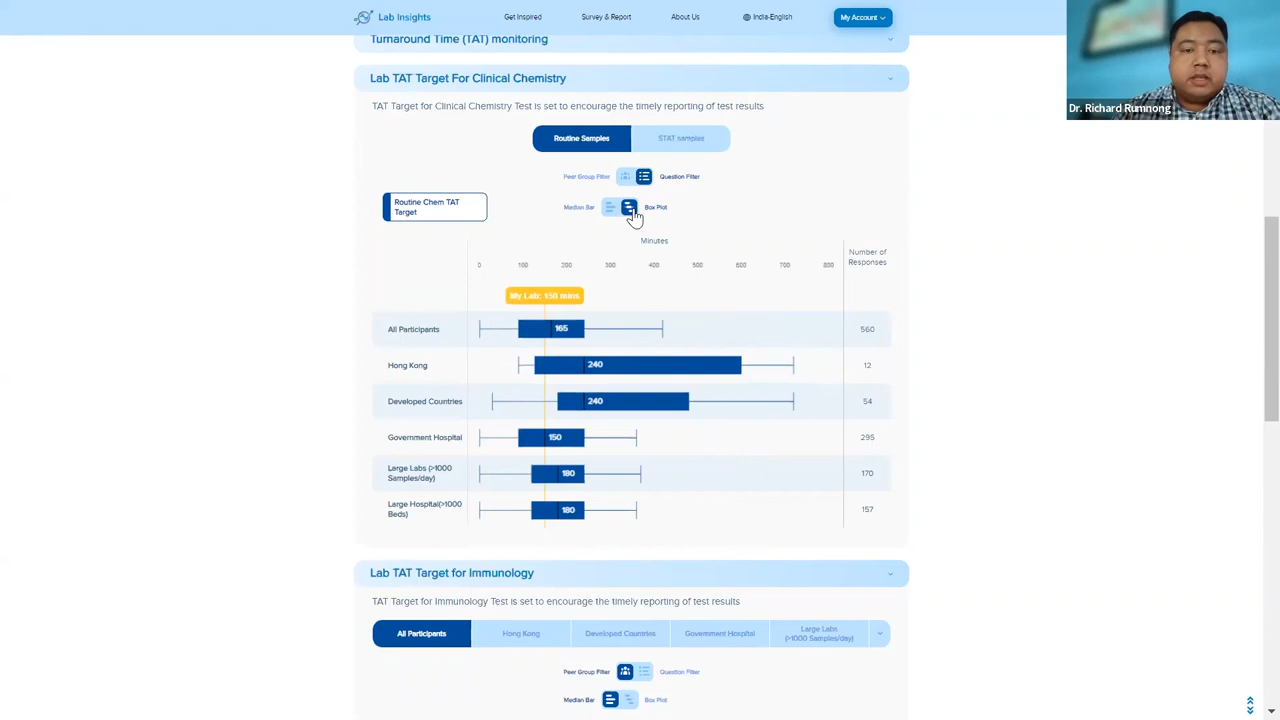 Lab Insights
Get Inspired
Survey & Report
About Us
India-English
My Account
Dr. Richard Rumnong
Turnaround Time (TAT) monitoring
Lab TAT Target For Clinical Chemistry
TAT Target for Clinical Chemistry Test is set to encourage the timely reporting of test results
Routine Samples
STAT samples
Peer Group Filter
Question Filter
Median Bar
Box Plot
Routine Chem TAT
Target
Minutes
Number of
Responses
0 100 200 300 400 500 600 700 800
My Lab: 150 mins
All Participants 165 560
Hong Kong 240 12
Developed Countries 240 54
Government Hospital 150 295
Large Labs (>1000
Samples/day) 180 170
Large Hospital(>1000
Beds) 180 157
Lab TAT Target for Immunology
TAT Target for Immunology Test is set to encourage the timely reporting of test results
All Participants
Hong Kong
Developed Countries
Government Hospital
Large Labs
(>1000 Samples/day)
Peer Group Filter
Question Filter
Median Bar
Box Plot